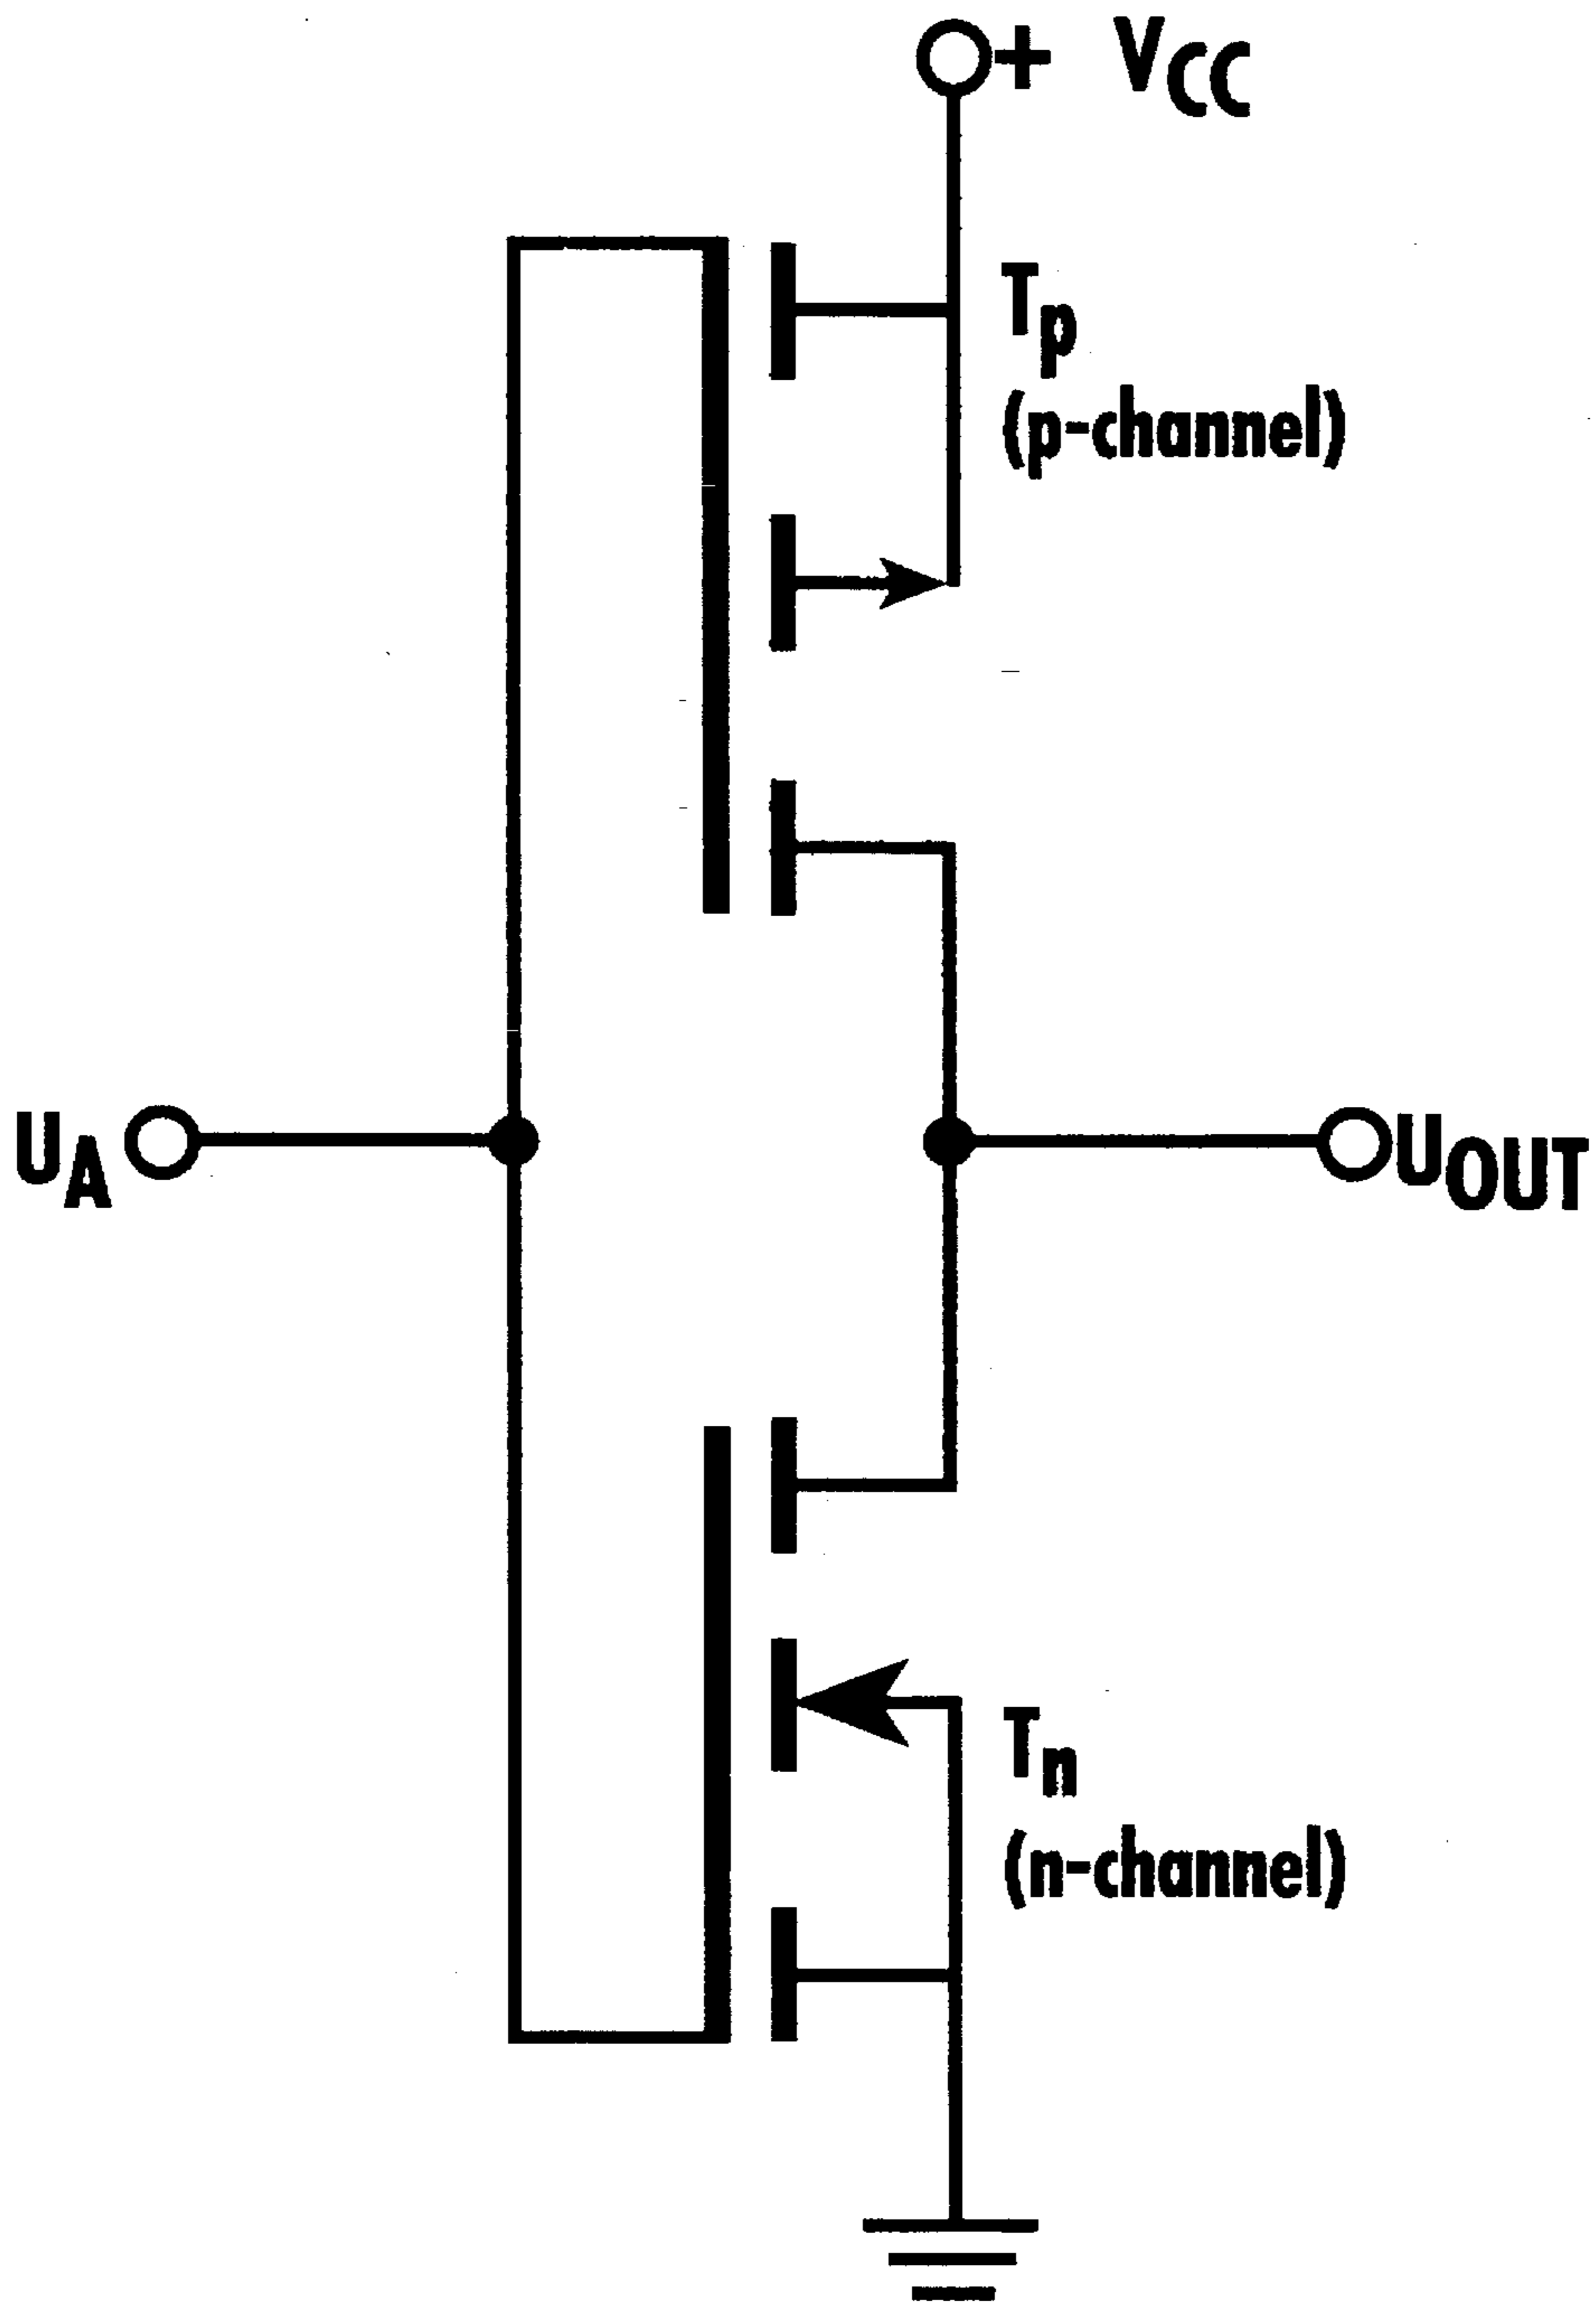 + VCC
Tp
(p-channel)
UA
UOUT
Tn
(n-channel)